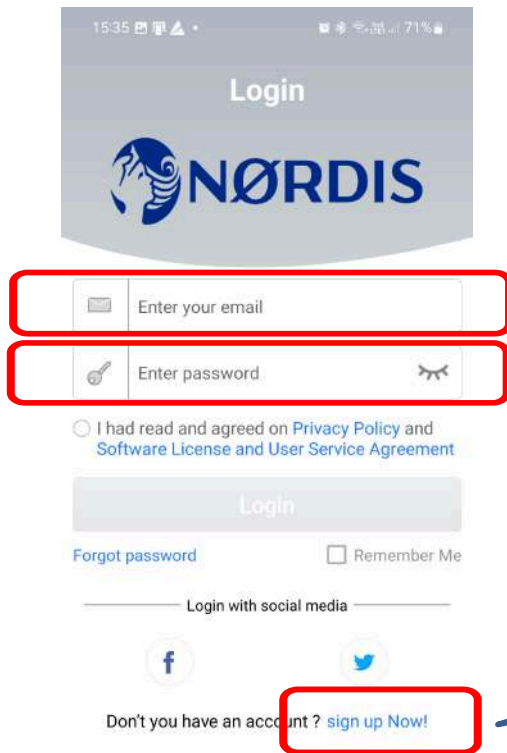 15:35
71%
Login
NØRDIS
Enter your email
Enter password
I had read and agreed on Privacy Policy and
Software License and User Service Agreement
Login
Forgot password
Remember Me
Login with social media
f
Don't you have an account ? sign up Now!